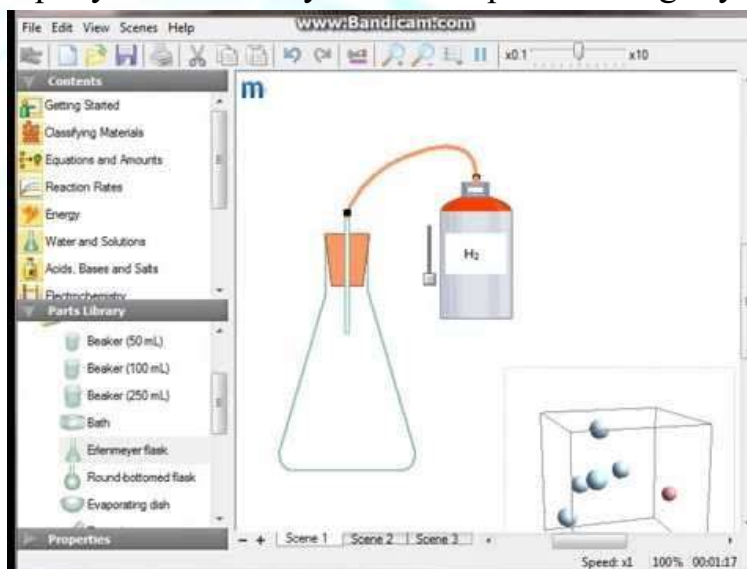 www.Bandicam.com
File Edit View Scenes Help
x0.1 x10
Contents
m
Getting Started
Classifying Materials
Equations and Amounts
Reaction Rates
Energy
Water and Solutions
Acids, Bases and Salts
Electrochemistry
H₂
Parts Library
Beaker (50 mL)
Beaker (100 mL)
Beaker (250 mL)
Bath
Erlenmeyer flask
Round-bottomed flask
Evaporating dish
Properties
- + Scene 1 Scene 2 Scene 3
Speed: x1 100% 00:01:17